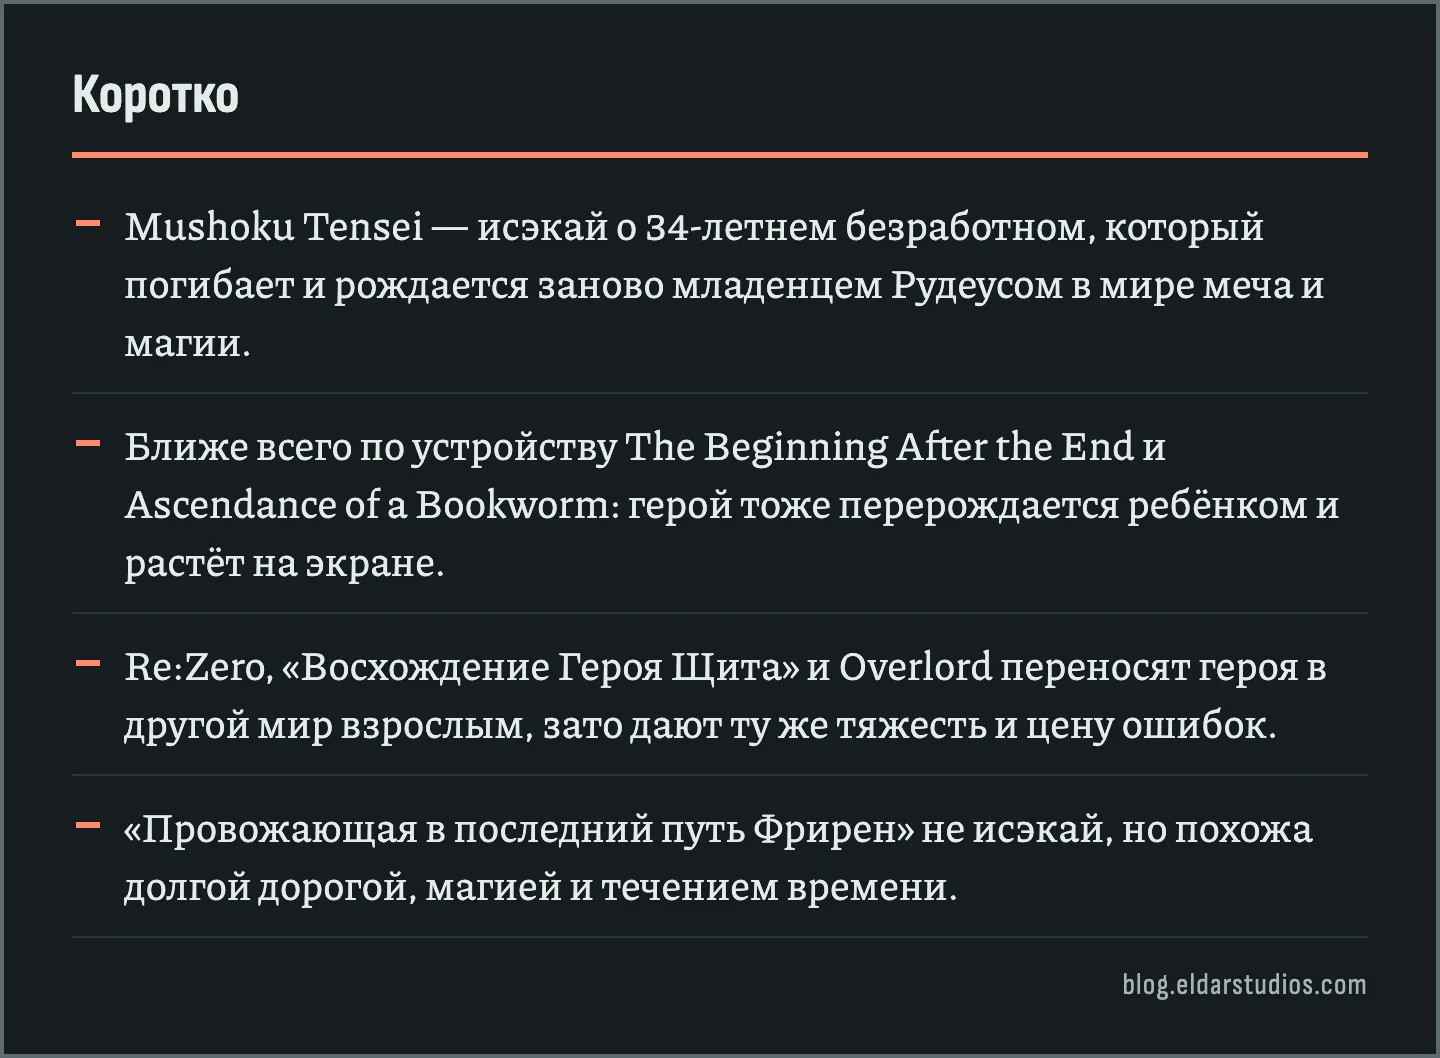 Коротко
Mushoku Tensei — исэкай о 34-летнем безработном, который
погибает и рождается заново младенцем Рудеусом в мире меча и
магии.
Ближе всего по устройству The Beginning After the End и
Ascendance of a Bookworm: герой тоже перерождается ребёнком и
растёт на экране.
Re:Zero, «Восхождение Героя Щита» и Overlord переносят героя в
другой мир взрослым, зато дают ту же тяжесть и цену ошибок.
«Провожающая в последний путь Фрирен» не исэкай, но похожа
долгой дорогой, магией и течением времени.
blog.eldarstudios.com